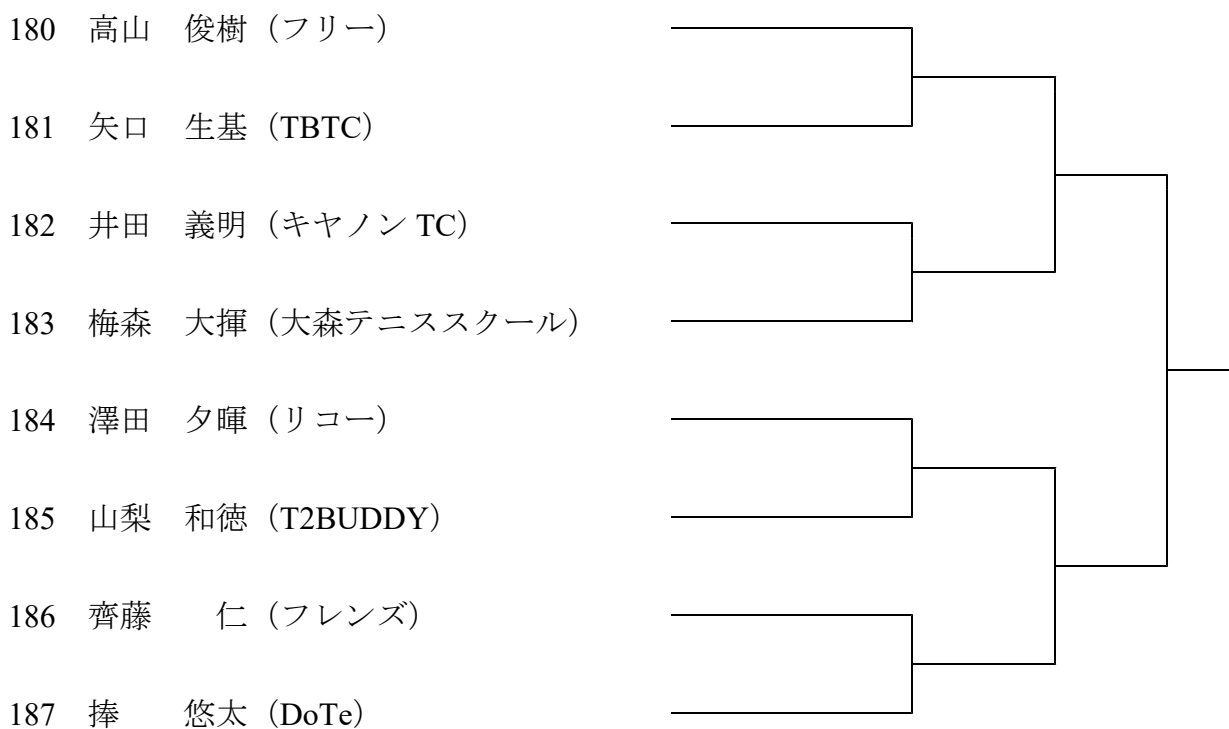 180 高山 俊樹（フリー）
181 矢口 生基（TBTC）
182 井田 義明（キヤノン TC）
183 梅森 大揮（大森テニススクール）
184 澤田 夕暉（リコー）
185 山梨 和徳（T2BUDDY）
186 齊藤 仁（フレンズ）
187 捧 悠太（DoTe）